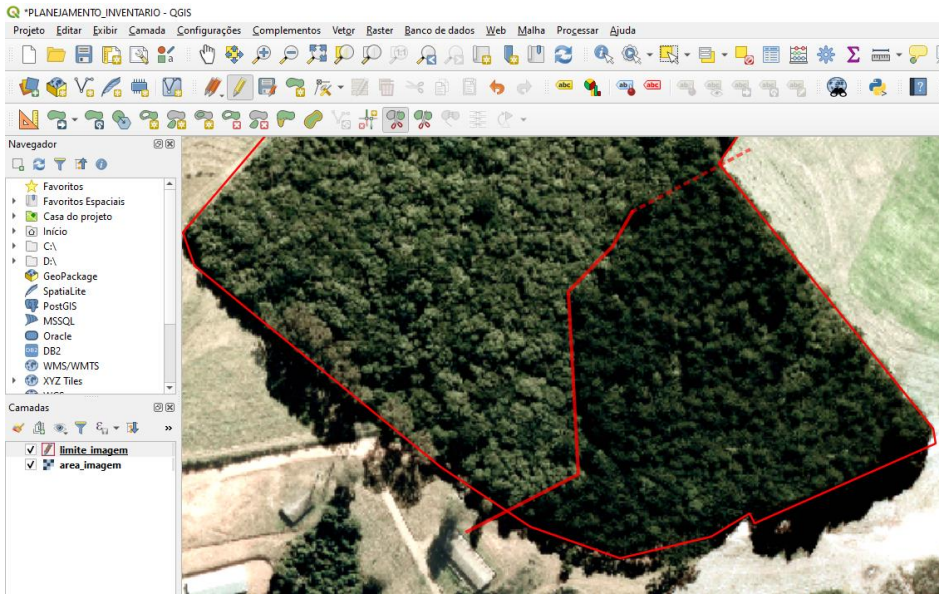 *PLANEJAMENTO_INVENTARIO - QGIS
Projeto Editar Exibir Camada Configurações Complementos Vetor Raster Banco de dados Web Malha Processar Ajuda
abc abc
Navegador
Favoritos
Favoritos Espaciais
Casa do projeto
Início
C:\
D:\
GeoPackage
SpatiaLite
PostGIS
MSSQL
Oracle
DB2
WMS/WMTS
XYZ Tiles
Camadas
limite_imagem
area_imagem